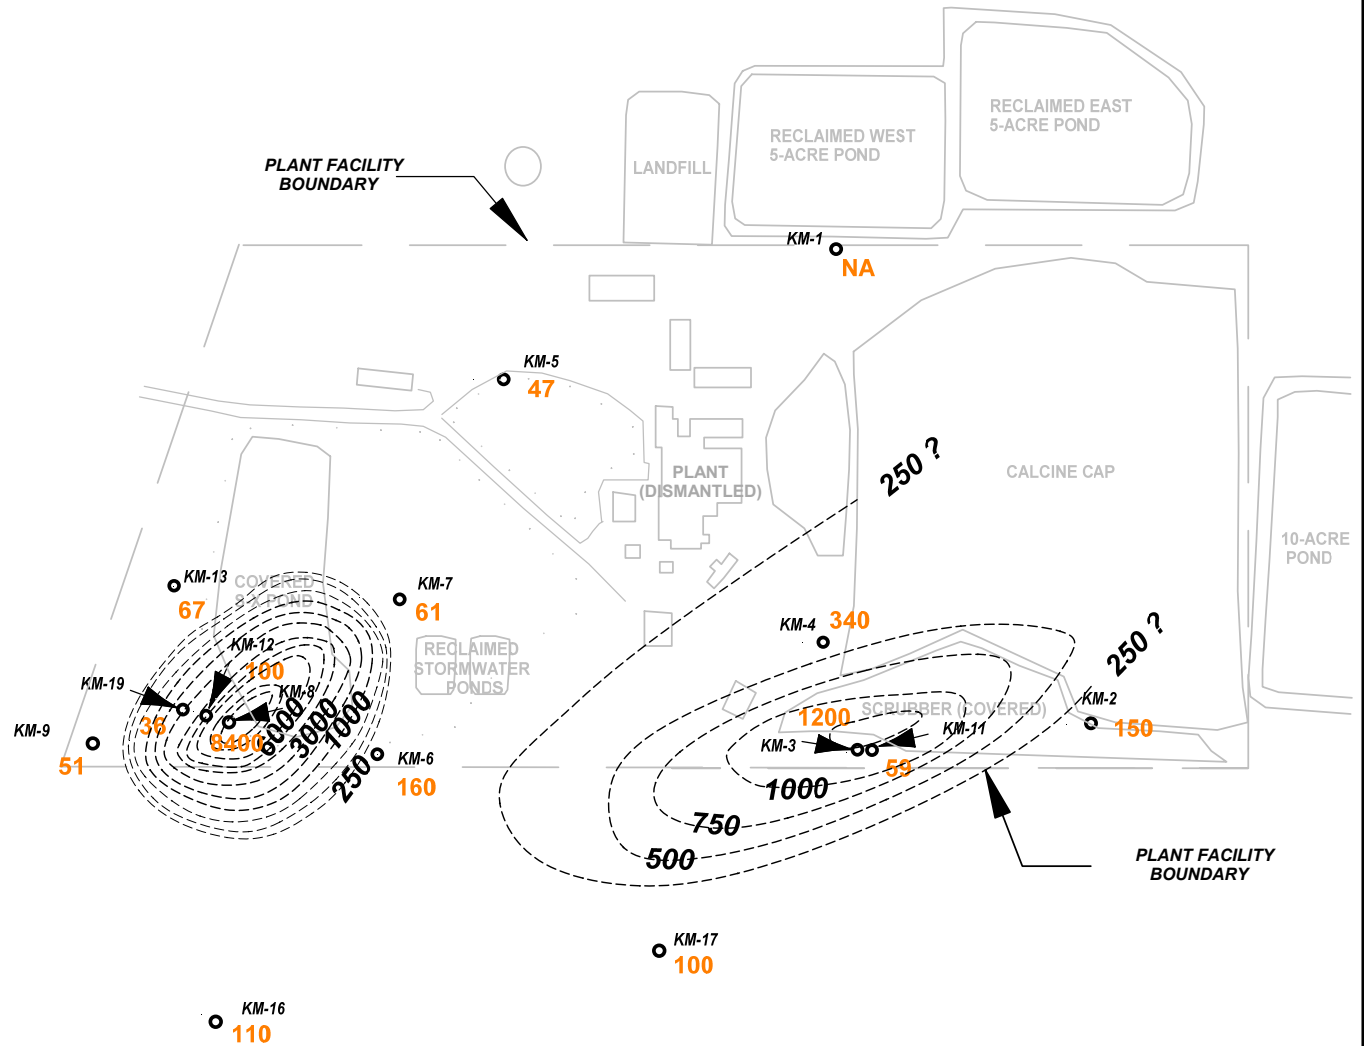 RECLAIMED EAST
5-ACRE POND
RECLAIMED WEST
5-ACRE POND
LANDFILL
PLANT FACILITY
BOUNDARY
KM-1
NA
KM-5
47
250 ?
CALCINE CAP
PLANT
(DISMANTLED)
10-ACRE
POND
KM-13
67
COVERED
S-X POND
KM-7
61
KM-4
340
250 ?
KM-12
100
RECLAIMED
STORMWATER
PONDS
KM-19
36
KM-8
8400
6000
3000
1000
250
KM-9
51
KM-6
160
1200
SCRUBBER (COVERED)
KM-2
150
KM-3
KM-11
59
1000
750
500
PLANT FACILITY
BOUNDARY
KM-17
100
KM-16
110